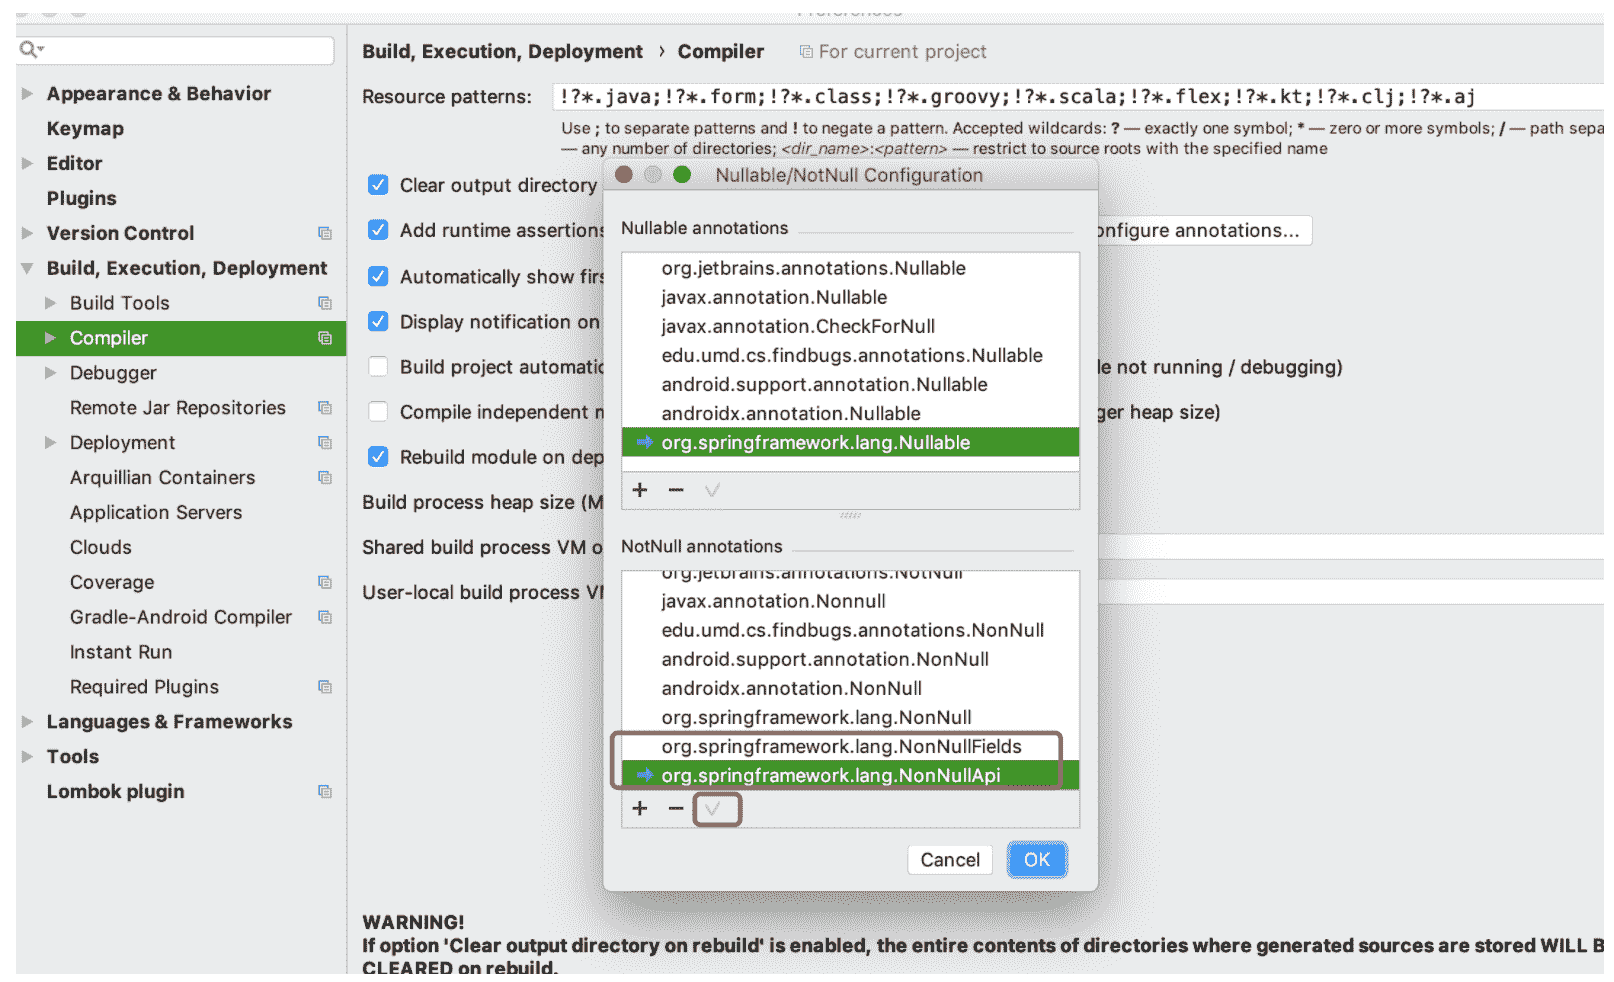 Build, Execution, Deployment › Compiler For current project
Appearance & Behavior
Keymap
Editor
Plugins
Version Control
Build, Execution, Deployment
Build Tools
Compiler
Debugger
Remote Jar Repositories
Deployment
Arquillian Containers
Application Servers
Clouds
Coverage
Gradle-Android Compiler
Instant Run
Required Plugins
Languages & Frameworks
Tools
Lombok plugin
Resource patterns: !?*.java;!?*.form;!?*.class;!?*.groovy;!?*.scala;!?*.flex;!?*.kt;!?*.clj;!?*.aj
Use ; to separate patterns and ! to negate a pattern. Accepted wildcards: ? — exactly one symbol; * — zero or more symbols; / — path sepa
— any number of directories; <dir_name>:<pattern> — restrict to source roots with the specified name
Clear output directory
Add runtime assertions onfigure annotations...
Automatically show firs
Display notification on
Build project automatic le not running / debugging)
Compile independent m ger heap size)
Rebuild module on dep
Build process heap size (M
Shared build process VM o
User-local build process VM
Nullable/NotNull Configuration
Nullable annotations
org.jetbrains.annotations.Nullable
javax.annotation.Nullable
javax.annotation.CheckForNull
edu.umd.cs.findbugs.annotations.Nullable
android.support.annotation.Nullable
androidx.annotation.Nullable
org.springframework.lang.Nullable
NotNull annotations
org.jetbrains.annotations.NotNull
javax.annotation.Nonnull
edu.umd.cs.findbugs.annotations.NonNull
android.support.annotation.NonNull
androidx.annotation.NonNull
org.springframework.lang.NonNull
org.springframework.lang.NonNullFields
org.springframework.lang.NonNullApi
Cancel OK
WARNING!
If option 'Clear output directory on rebuild' is enabled, the entire contents of directories where generated sources are stored WILL B
CLEARED on rebuild.